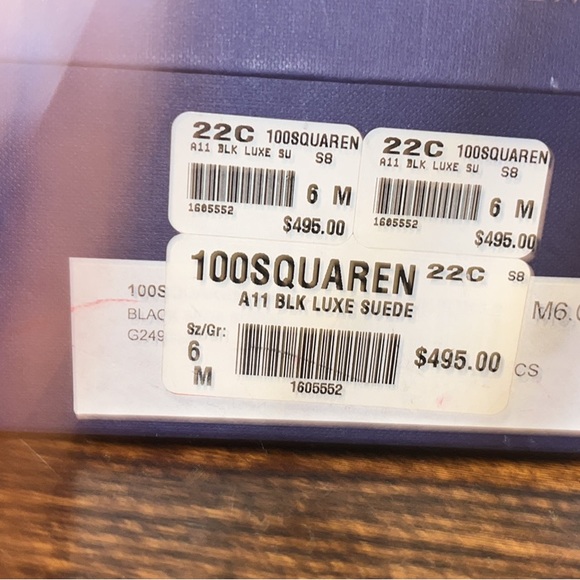 22C 100SQUAREN
A11 BLK LUXE SU S8
6 M
1605552
$495.00
22C 100SQUAREN
A11 BLK LUXE SU S8
6 M
1605552
$495.00
100SQUAREN 22C S8
A11 BLK LUXE SUEDE
Sz/Gr:
6
M
1605552
$495.00
100S
BLAC
G249
M6.0
CS